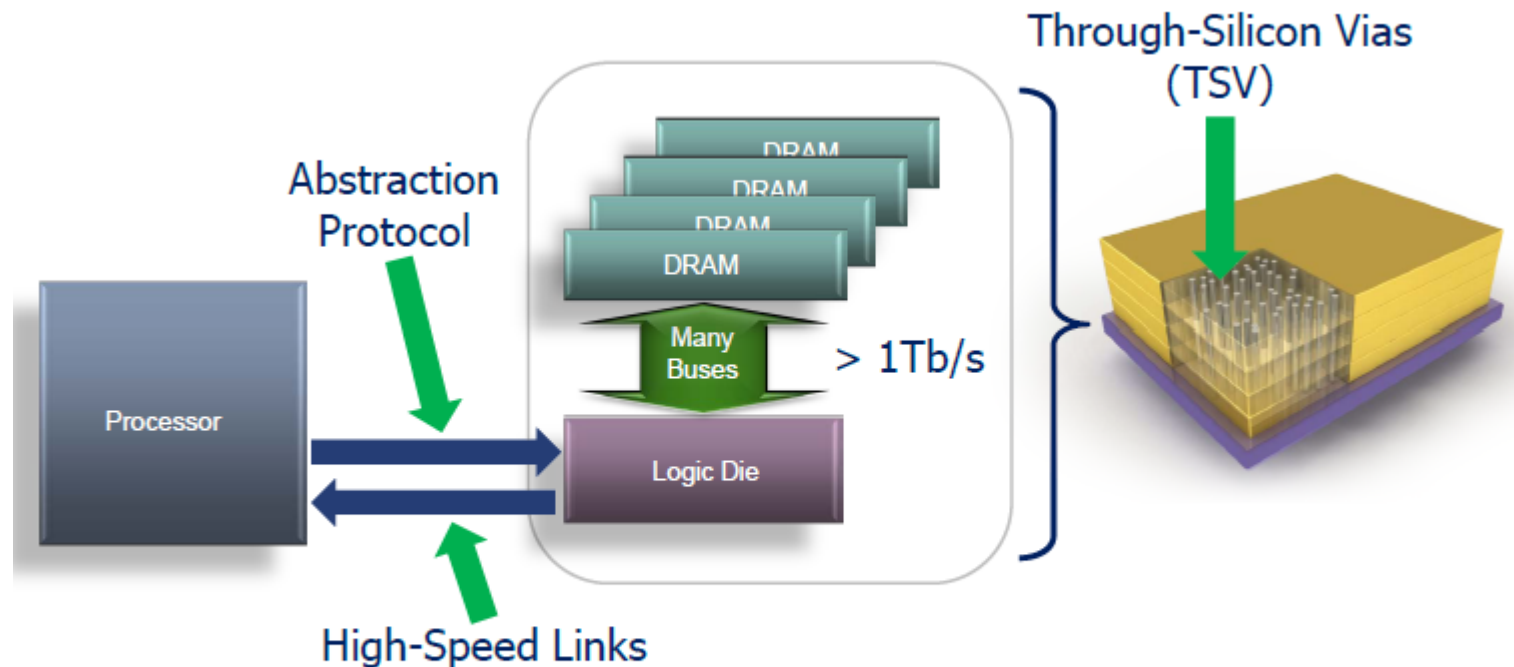 Through-Silicon Vias
(TSV)
Abstraction
Protocol
DRAM
DRAM
DRAM
DRAM
Many
Buses
> 1Tb/s
Processor
Logic Die
High-Speed Links